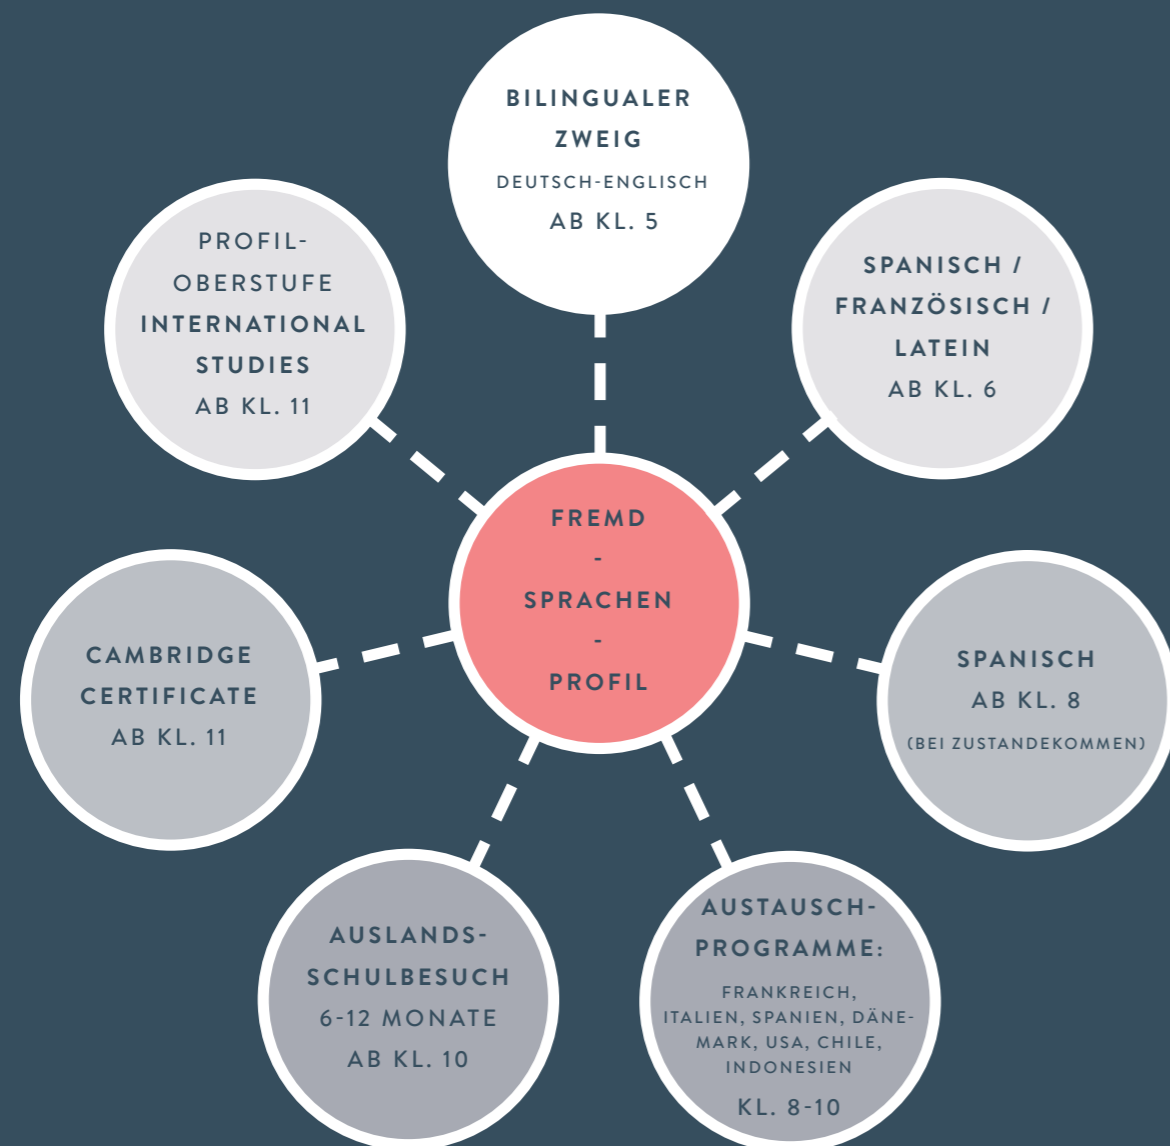 BILINGUALER
ZWEIG
DEUTSCH-ENGLISCH
AB KL. 5
PROFIL-
OBERSTUFE
INTERNATIONAL
STUDIES
AB KL. 11
SPANISCH /
FRANZÖSISCH /
LATEIN
AB KL. 6
FREMD
-
SPRACHEN
-
PROFIL
CAMBRIDGE
CERTIFICATE
AB KL. 11
SPANISCH
AB KL. 8
(BEI ZUSTANDEKOMMEN)
AUSLANDS-
SCHULBESUCH
6-12 MONATE
AB KL. 10
AUSTAUSCH-
PROGRAMME:
FRANKREICH,
ITALIEN, SPANIEN, DÄNE-
MARK, USA, CHILE,
INDONESIEN
KL. 8-10